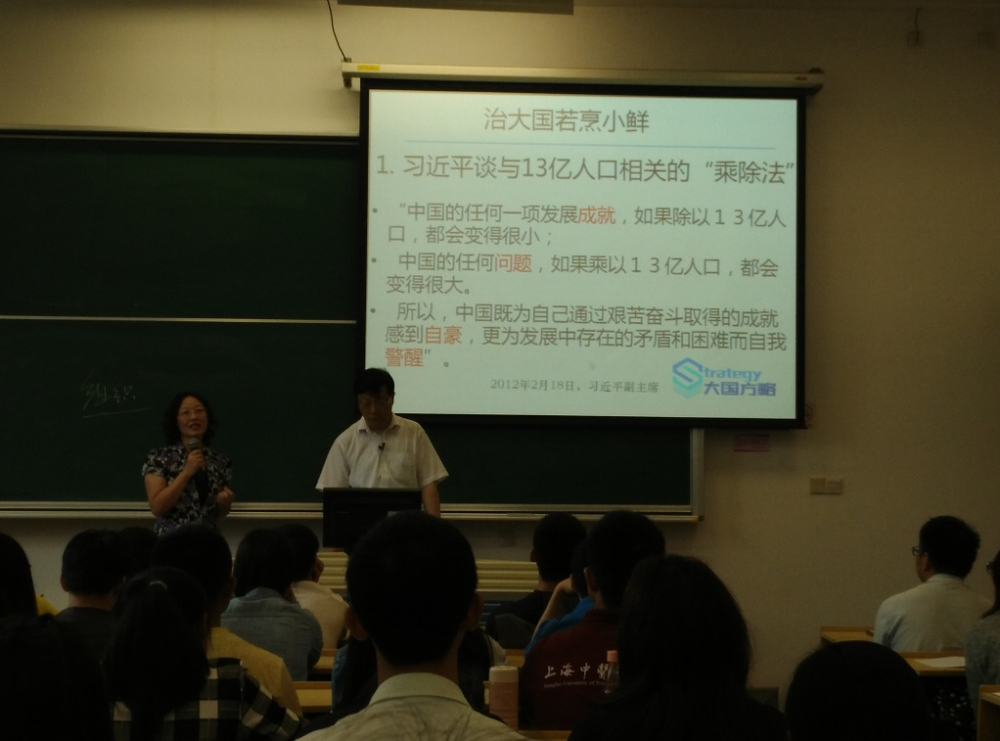 治大国若烹小鲜
1. 习近平谈与13亿人口相关的“乘除法”
• “中国的任何一项发展成就，如果除以１３亿人
口，都会变得很小；
• 中国的任何问题，如果乘以１３亿人口，都会
变得很大。
• 所以，中国既为自己通过艰苦奋斗取得的成就
感到自豪，更为发展中存在的矛盾和困难而自我
警醒”。
2012年2月18日，习近平副主席
Strategy
大国方略
上海中醫